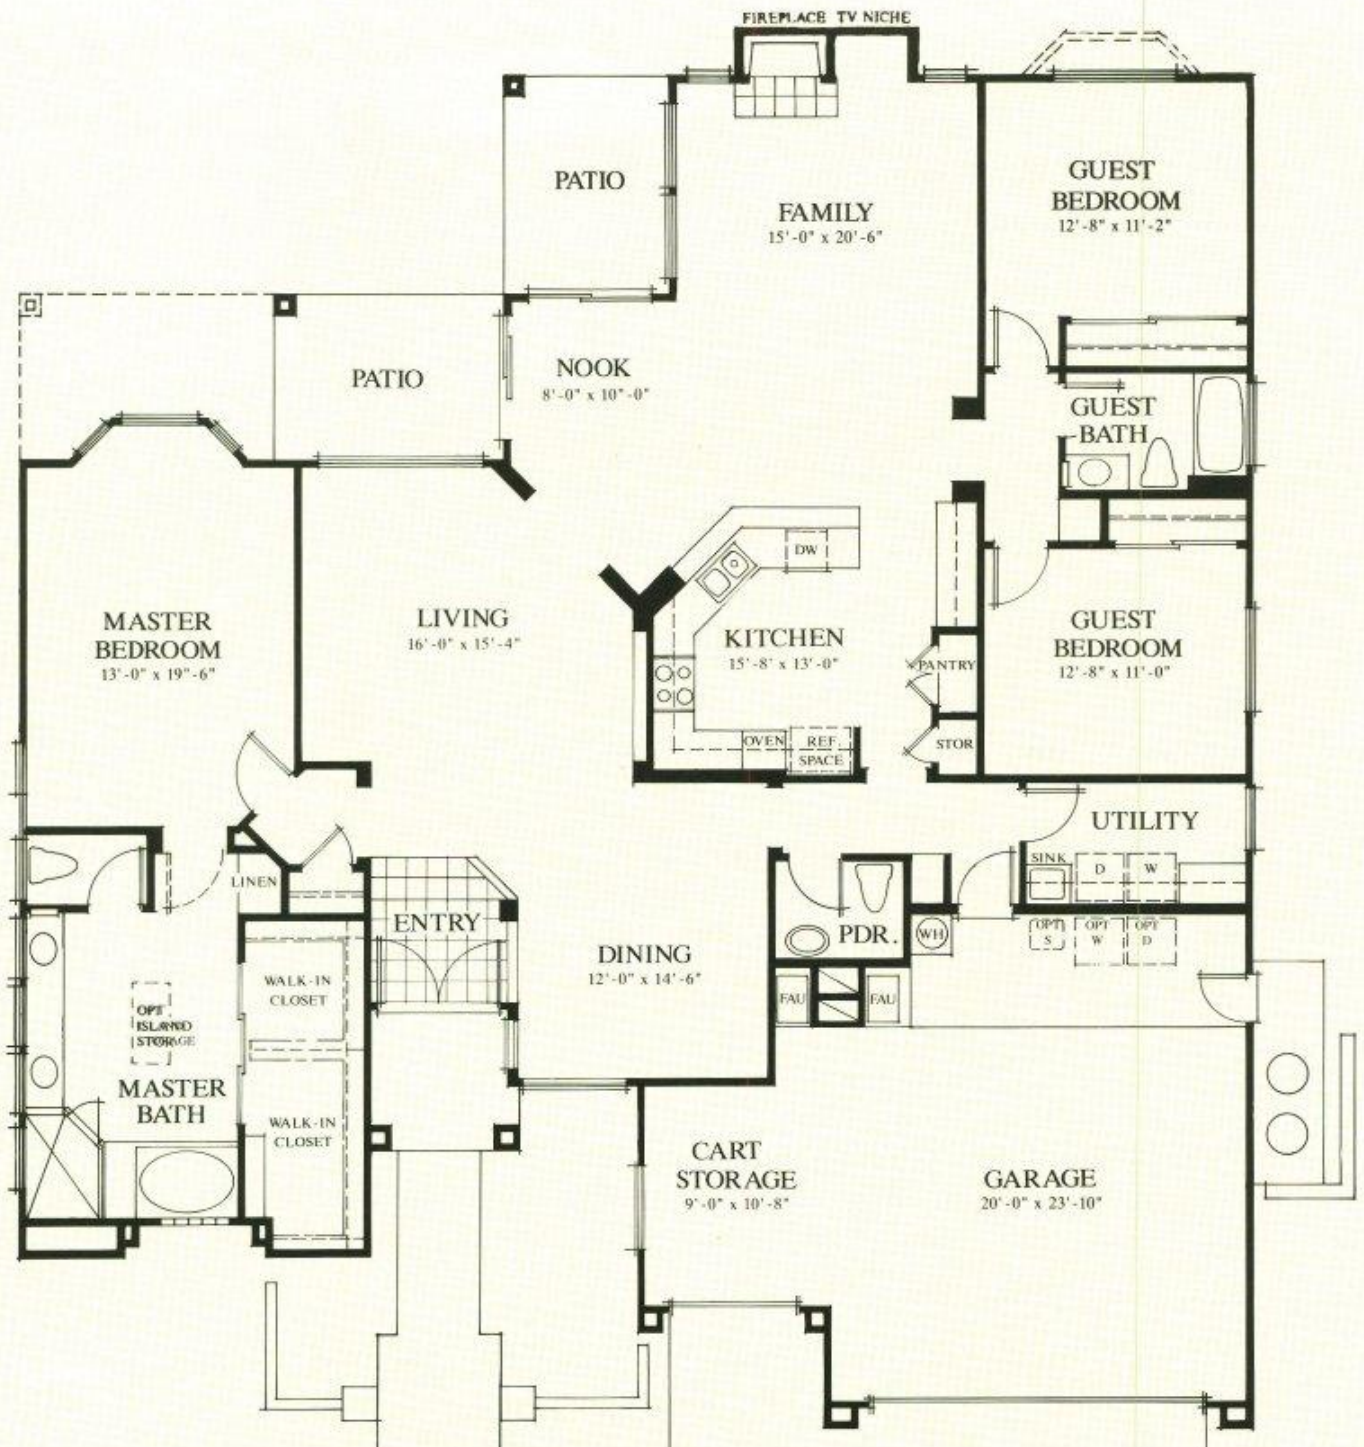 FIREPLACE TV NICHE
PATIO
FAMILY
15'-0" x 20'-6"
GUEST
BEDROOM
12'-8" x 11'-2"
PATIO
NOOK
8'-0" x 10"-0"
GUEST
BATH
MASTER
BEDROOM
13'-0" x 19"-6"
LIVING
16'-0" x 15'-4"
DW
KITCHEN
15'-8' x 13'-0"
PANTRY
STOR
OVEN
REF
SPACE
GUEST
BEDROOM
12'-8" x 11'-0"
UTILITY
SINK
D
W
LINEN
ENTRY
DINING
12'-0" x 14'-6"
PDR.
WH
OPT
S
OPT
W
OPT
D
FAU
FAU
WALK-IN
CLOSET
OPT
ISLAND
STORAGE
MASTER
BATH
WALK-IN
CLOSET
CART
STORAGE
9'-0" x 10'-8"
GARAGE
20'-0" x 23'-10"